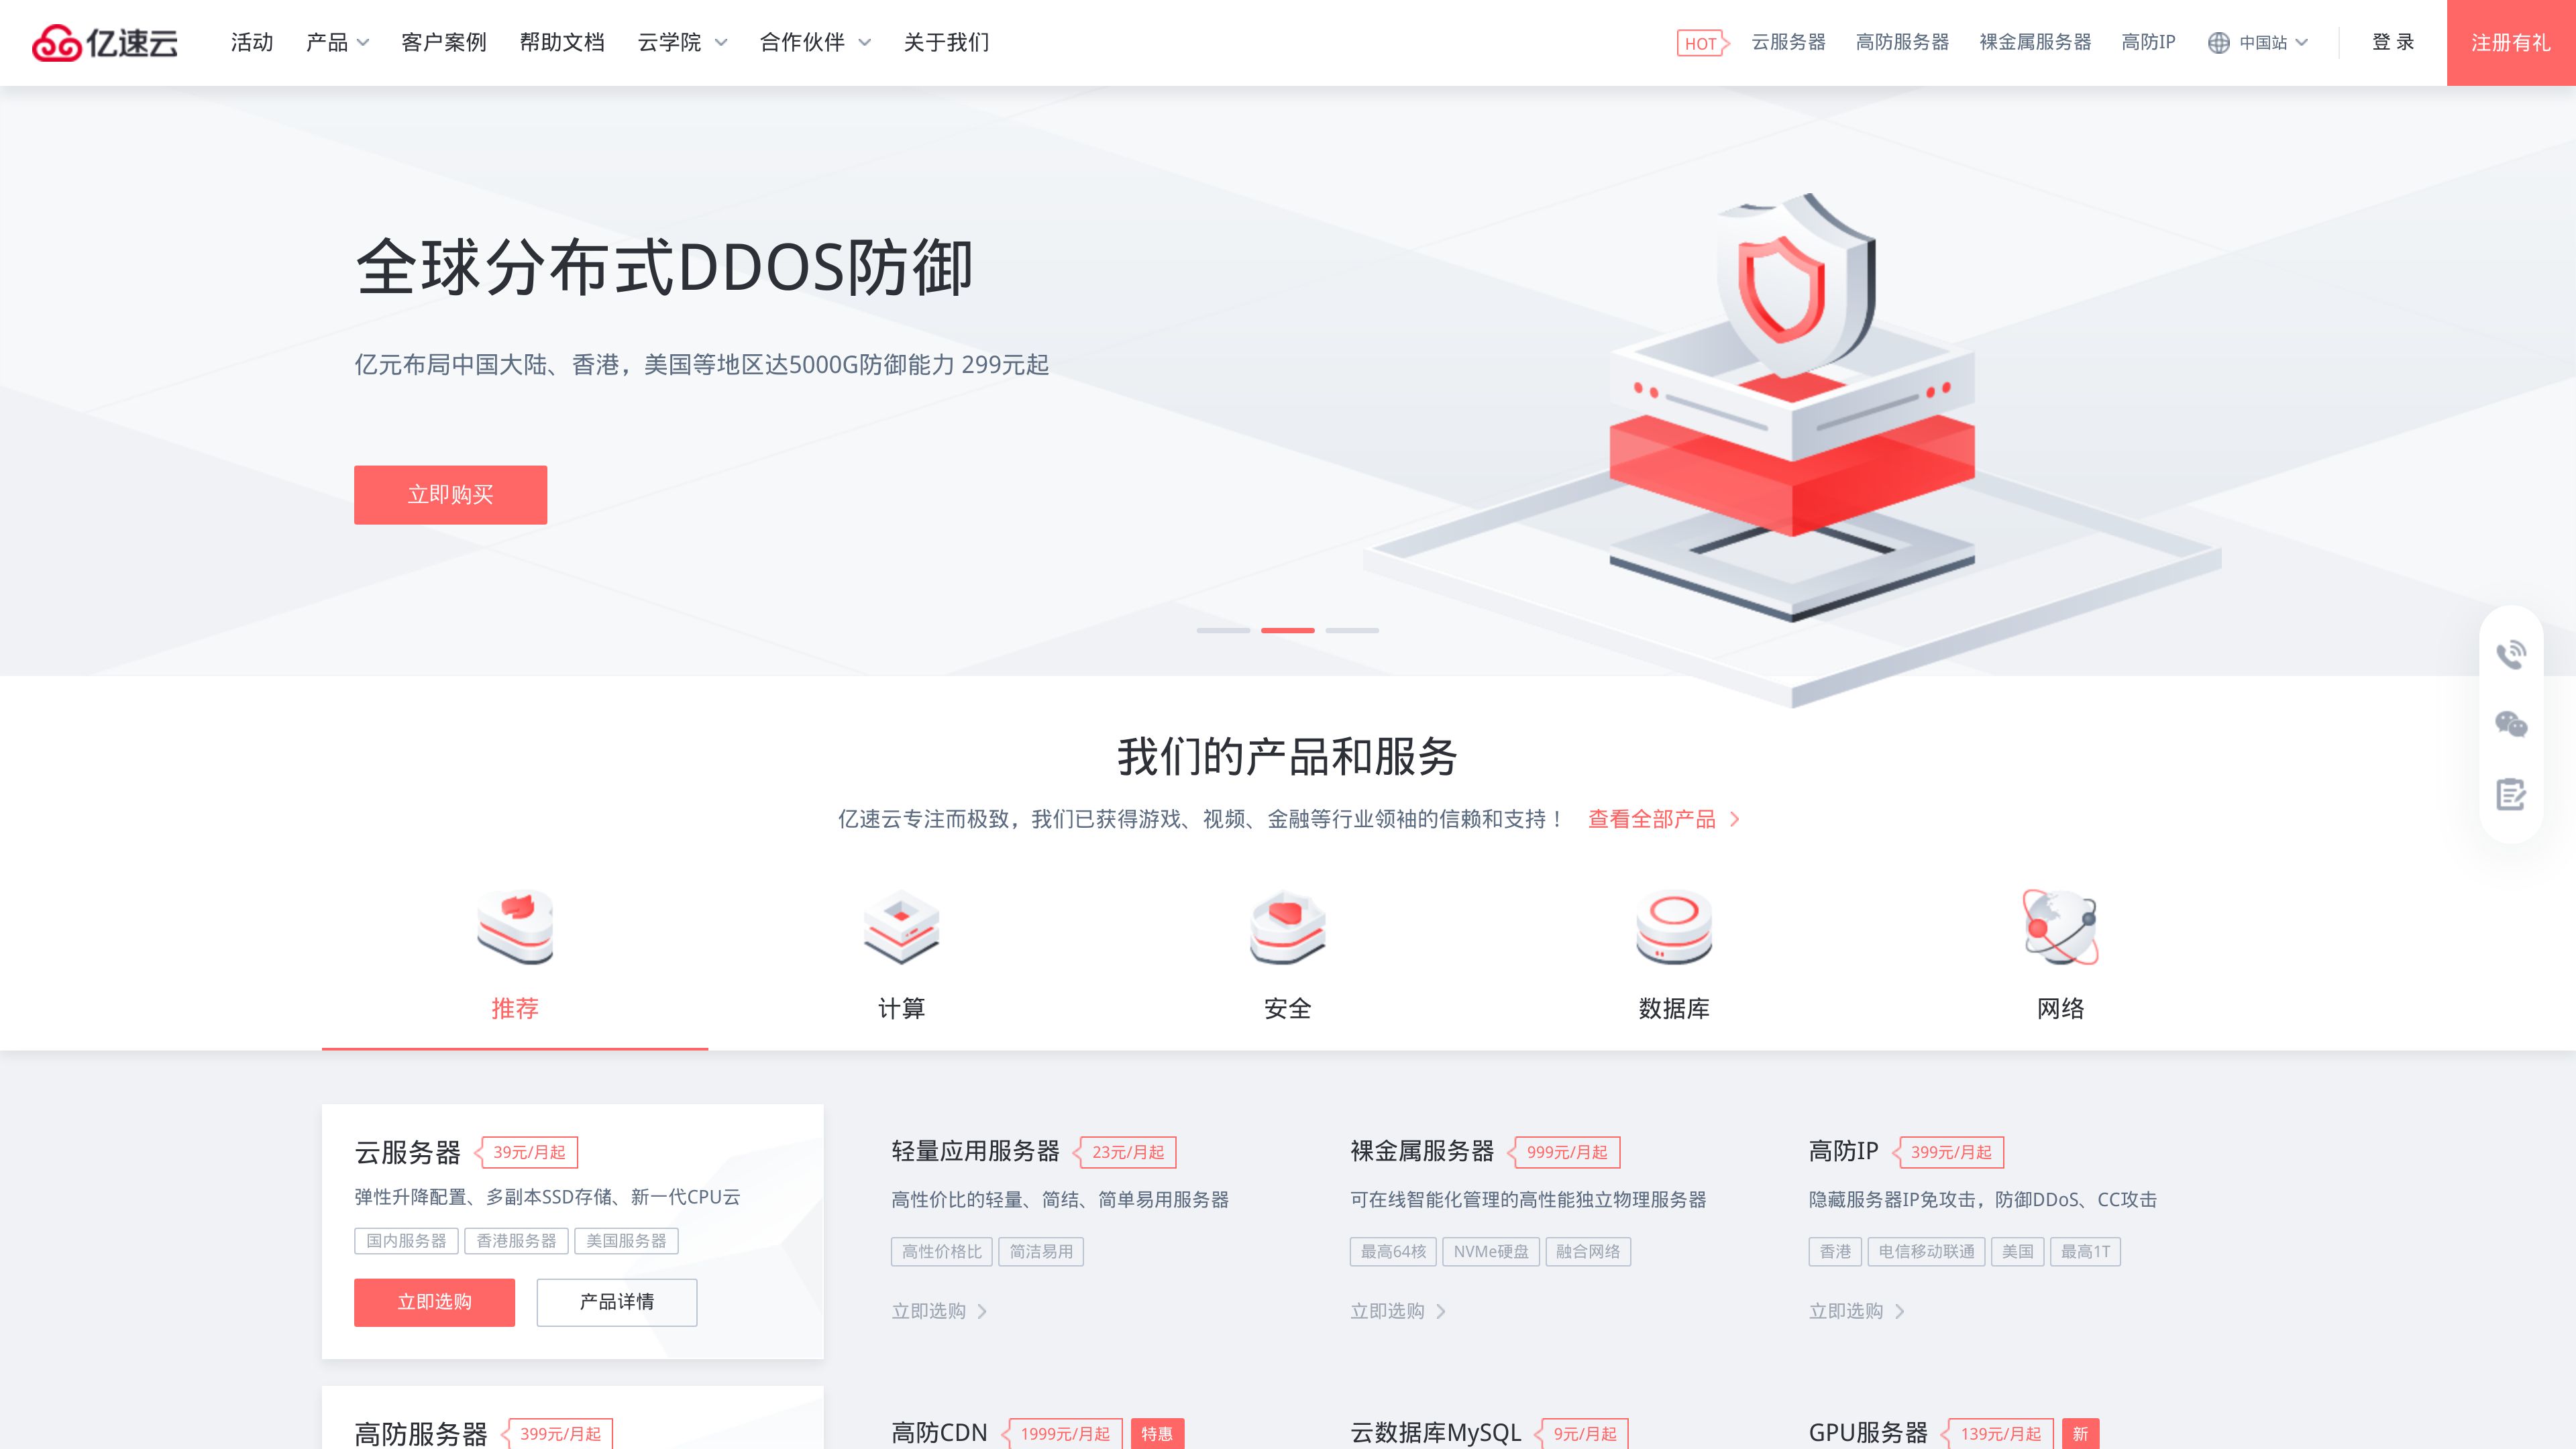 亿速云 活动 产品 客户案例 帮助文档 云学院 合作伙伴 关于我们 HOT 云服务器 高防服务器 裸金属服务器 高防IP 中国站 登 录 注册有礼
全球分布式DDOS防御
亿元布局中国大陆、香港，美国等地区达5000G防御能力 299元起
立即购买
我们的产品和服务
亿速云专注而极致，我们已获得游戏、视频、金融等行业领袖的信赖和支持！ 查看全部产品
推荐 计算 安全 数据库 网络
云服务器 39元/月起
弹性升降配置、多副本SSD存储、新一代CPU云
国内服务器 香港服务器 美国服务器
立即选购 产品详情
轻量应用服务器 23元/月起
高性价比的轻量、简结、简单易用服务器
高性价格比 简洁易用
立即选购
裸金属服务器 999元/月起
可在线智能化管理的高性能独立物理服务器
最高64核 NVMe硬盘 融合网络
立即选购
高防IP 399元/月起
隐藏服务器IP免攻击，防御DDoS、CC攻击
香港 电信移动联通 美国 最高1T
立即选购
高防服务器 399元/月起
高防CDN 1999元/月起 特惠
云数据库MySQL 9元/月起
GPU服务器 139元/月起 新